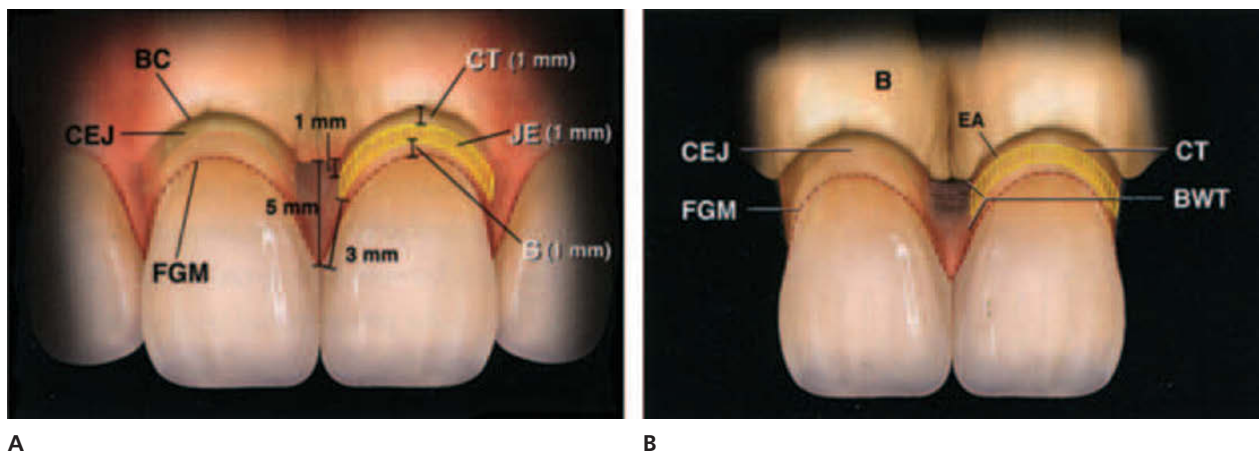 BC
CT (1 mm)
CEJ
1 mm
JE (1 mm)
5 mm
3 mm
S (1 mm)
FGM
B
EA
CEJ
CT
FGM
BWT
A
B